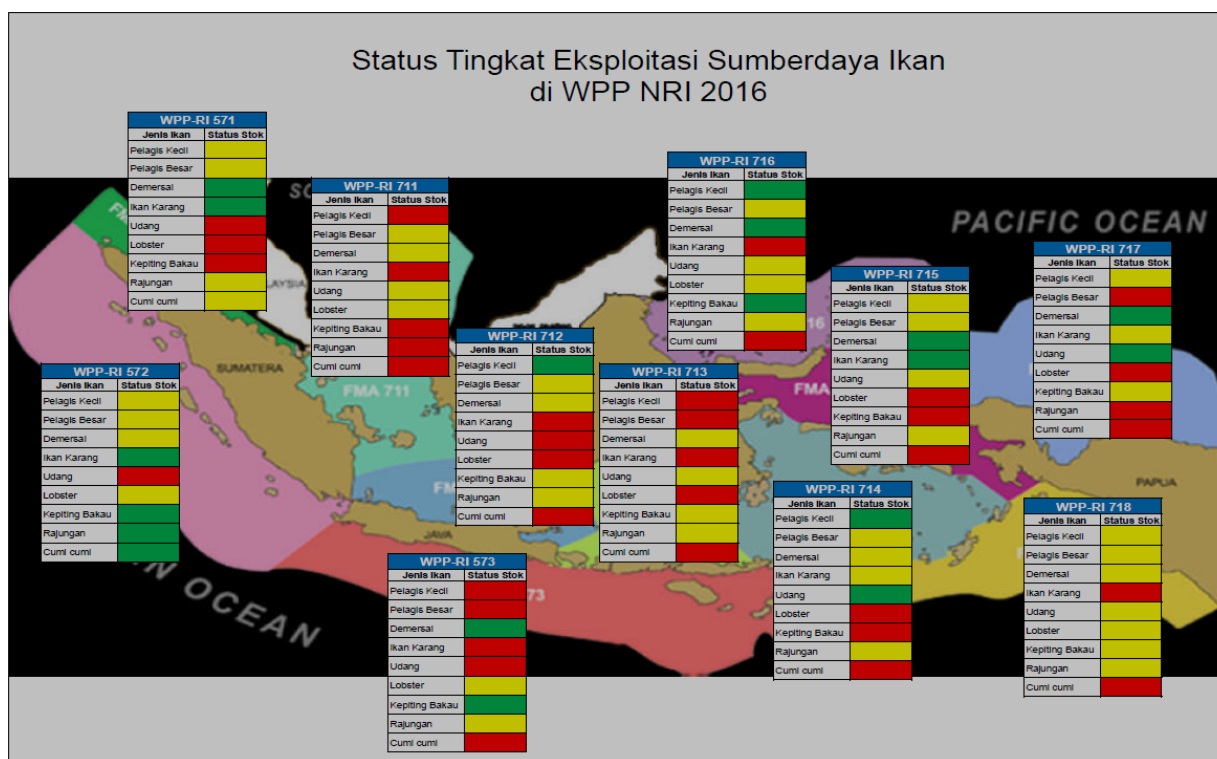 Status Tingkat Eksploitasi Sumberdaya Ikan
di WPP NRI 2016
WPP-RI 571
Jenis Ikan Status Stok
Pelagis Kecil
Pelagis Besar
Demersal
Ikan Karang
Udang
Lobster
Kepiting Bakau
Rajungan
Cumi cumi
WPP-RI 711
Jenis Ikan Status Stok
Pelagis Kecil
Pelagis Besar
Demersal
Ikan Karang
Udang
Lobster
Kepiting Bakau
Rajungan
Cumi cumi
WPP-RI 716
Jenis Ikan Status Stok
Pelagis Kecil
Pelagis Besar
Demersal
Ikan Karang
Udang
Lobster
Kepiting Bakau
Rajungan
Cumi cumi
PACIFIC OCEAN
WPP-RI 717
Jenis Ikan Status Stok
Pelagis Kecil
Pelagis Besar
Demersal
Ikan Karang
Udang
Lobster
Kepiting Bakau
Rajungan
Cumi cumi
WPP-RI 715
Jenis Ikan Status Stok
Pelagis Kecil
Pelagis Besar
Demersal
Ikan Karang
Udang
Lobster
Kepiting Bakau
Rajungan
Cumi cumi
WPP-RI 712
Jenis Ikan Status Stok
Pelagis Kecil
Pelagis Besar
Demersal
Ikan Karang
Udang
Lobster
Kepiting Bakau
Rajungan
Cumi cumi
WPP-RI 572
Jenis Ikan Status Stok
Pelagis Kecil
Pelagis Besar
Demersal
Ikan Karang
Udang
Lobster
Kepiting Bakau
Rajungan
Cumi cumi
SUMATERA
FMA 711
WPP-RI 713
Jenis Ikan Status Stok
Pelagis Kecil
Pelagis Besar
Demersal
Ikan Karang
Udang
Lobster
Kepiting Bakau
Rajungan
Cumi cumi
WPP-RI 714
Jenis Ikan Status Stok
Pelagis Kecil
Pelagis Besar
Demersal
Ikan Karang
Udang
Lobster
Kepiting Bakau
Rajungan
Cumi cumi
PAPUA
WPP-RI 718
Jenis Ikan Status Stok
Pelagis Kecil
Pelagis Besar
Demersal
Ikan Karang
Udang
Lobster
Kepiting Bakau
Rajungan
Cumi cumi
JAVA
WPP-RI 573
Jenis Ikan Status Stok
Pelagis Kecil
Pelagis Besar
Demersal
Ikan Karang
Udang
Lobster
Kepiting Bakau
Rajungan
Cumi cumi
OCEAN